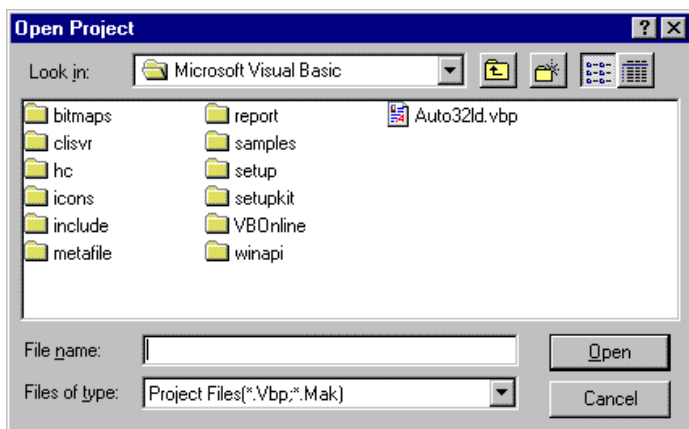 Open Project
Look in: Microsoft Visual Basic
bitmaps report Auto32ld.vbp
clisvr samples
hc setup
icons setupkit
include VBOnline
metafile winapi
File name: Open
Files of type: Project Files(*.Vbp;*.Mak) Cancel